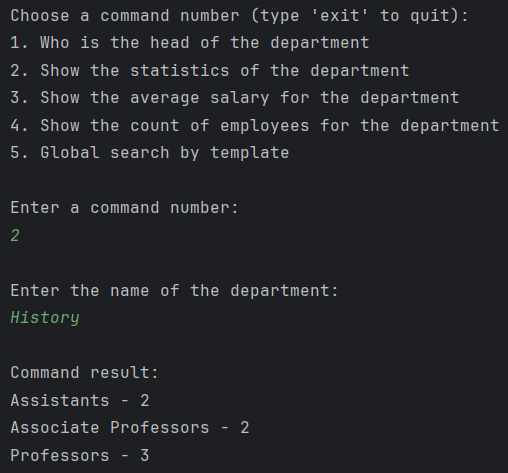 Choose a command number (type 'exit' to quit):
1. Who is the head of the department
2. Show the statistics of the department
3. Show the average salary for the department
4. Show the count of employees for the department
5. Global search by template
Enter a command number:
2
Enter the name of the department:
History
Command result:
Assistants - 2
Associate Professors - 2
Professors - 3